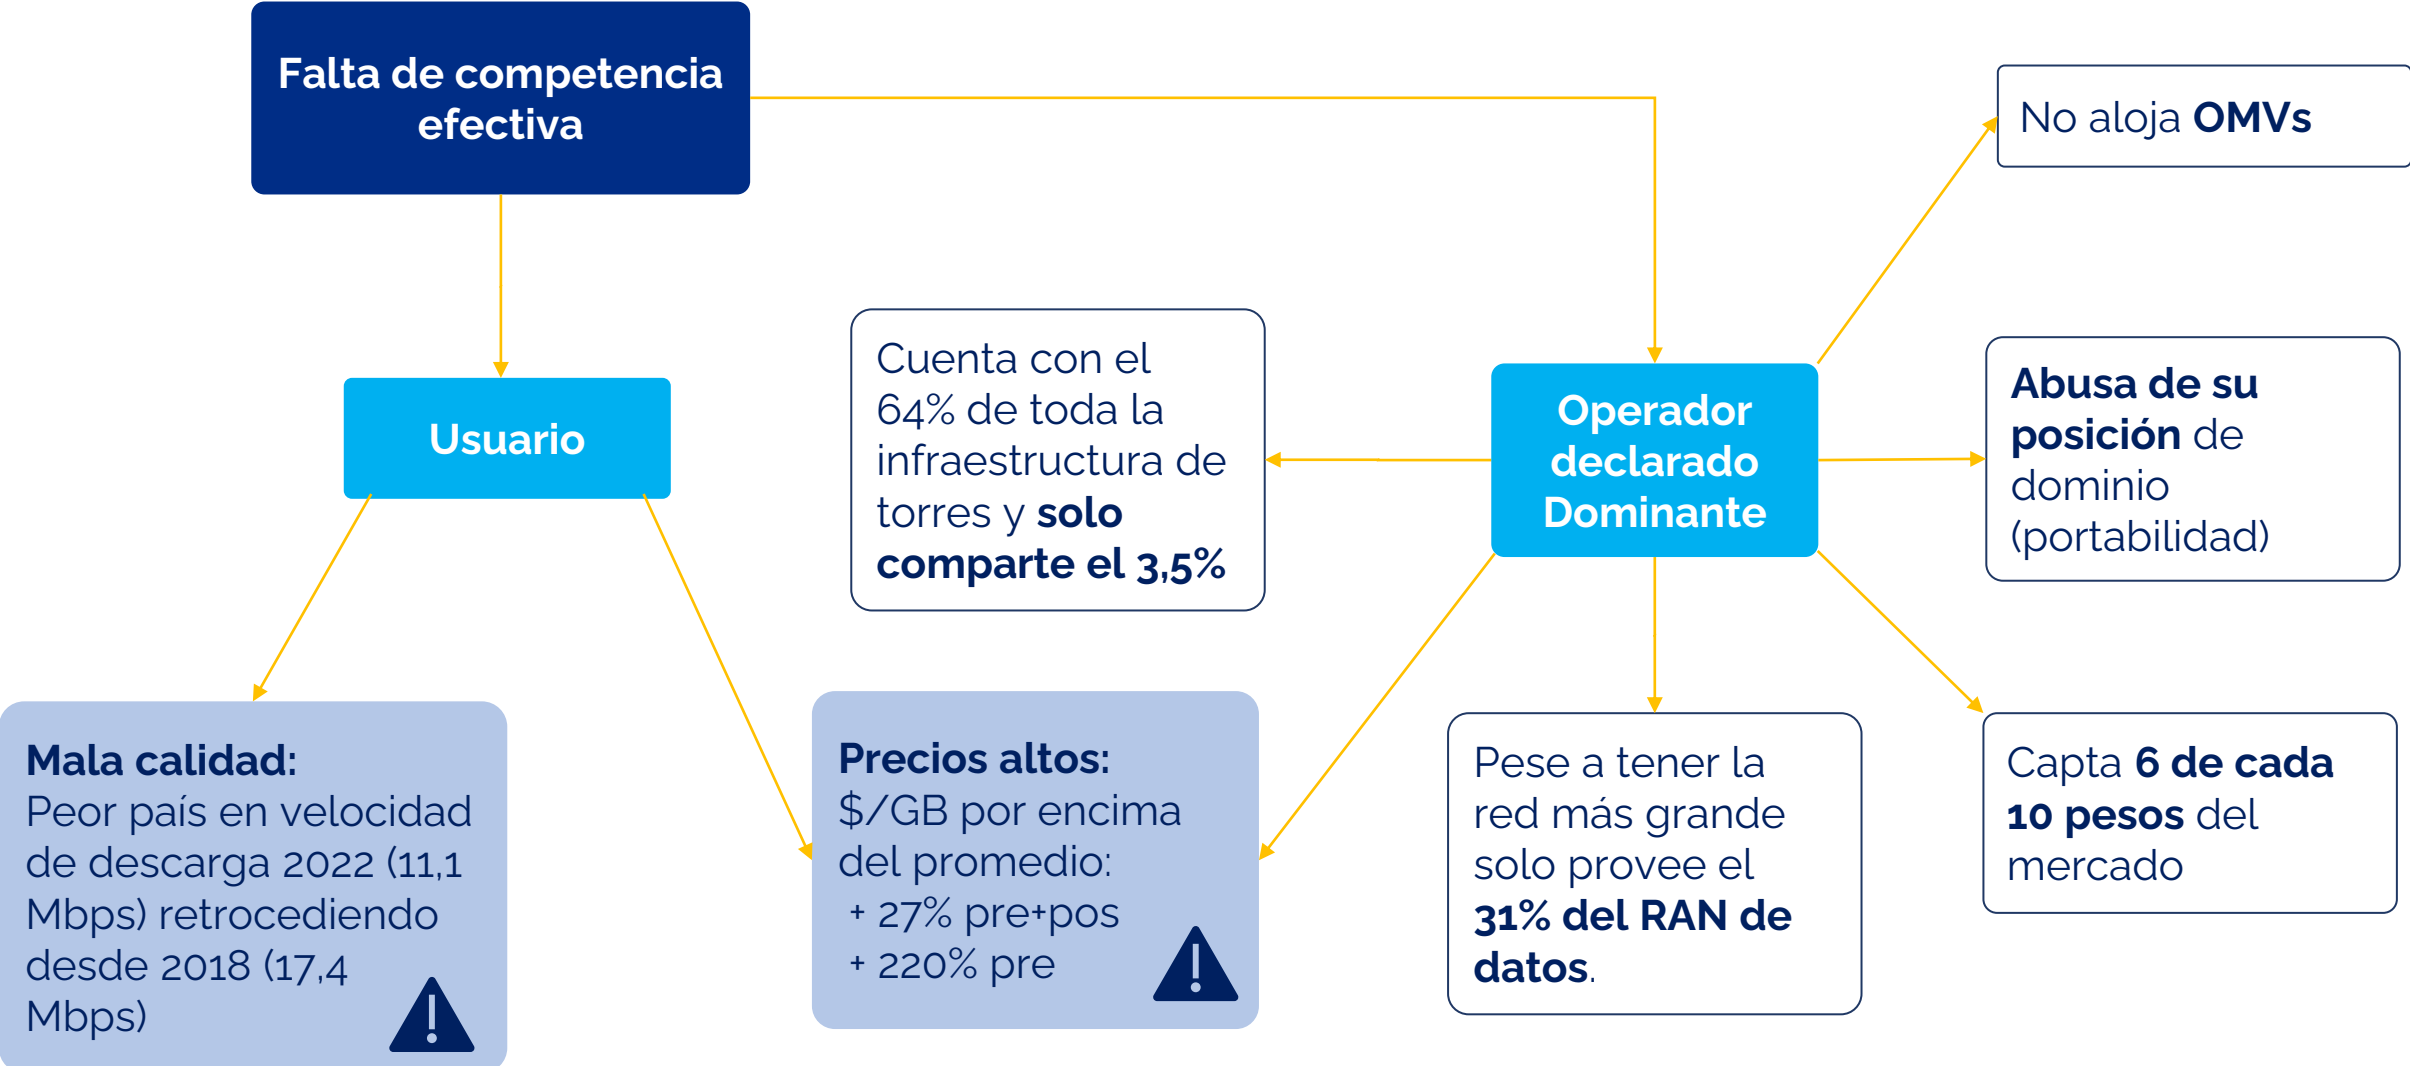 Falta de competencia
efectiva
No aloja OMVs
Cuenta con el
64% de toda la
infraestructura de
torres y solo
comparte el 3,5%
Operador
declarado
Dominante
Abusa de su
posición de
dominio
(portabilidad)
Usuario
Mala calidad:
Peor país en velocidad
de descarga 2022 (11,1
Mbps) retrocediendo
desde 2018 (17,4
Mbps)
Precios altos:
$/GB por encima
del promedio:
+ 27% pre+pos
+ 220% pre
Pese a tener la
red más grande
solo provee el
31% del RAN de
datos.
Capta 6 de cada
10 pesos del
mercado